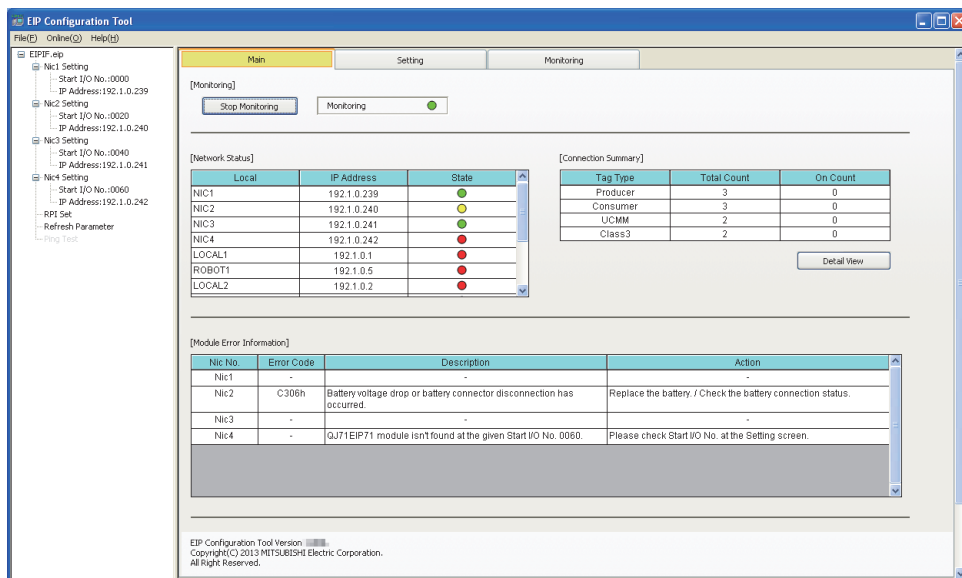 EIP Configuration Tool
File(F) Online(O) Help(H)
EIPIF.eip
Nic1 Setting
Start I/O No.:0000
IP Address:192.1.0.239
Nic2 Setting
Start I/O No.:0020
IP Address:192.1.0.240
Nic3 Setting
Start I/O No.:0040
IP Address:192.1.0.241
Nic4 Setting
Start I/O No.:0060
IP Address:192.1.0.242
RPI Set
Refresh Parameter
Ping Test
Main Setting Monitoring
[Monitoring]
Stop Monitoring Monitoring
[Network Status]
Local IP Address State
NIC1 192.1.0.239
NIC2 192.1.0.240
NIC3 192.1.0.241
NIC4 192.1.0.242
LOCAL1 192.1.0.1
ROBOT1 192.1.0.5
LOCAL2 192.1.0.2
[Connection Summary]
Tag Type Total Count On Count
Producer 3 0
Consumer 3 0
UCMM 2 0
Class3 2 0
Detail View
[Module Error Information]
Nic No. Error Code Description Action
Nic1 - - -
Nic2 C306h Battery voltage drop or battery connector disconnection has occurred. Replace the battery. / Check the battery connection status.
Nic3 - - -
Nic4 - QJ71EIP71 module isn't found at the given Start I/O No. 0060. Please check Start I/O No. at the Setting screen.
EIP Configuration Tool Version
Copyright(C) 2013 MITSUBISHI Electric Corporation.
All Right Reserved.